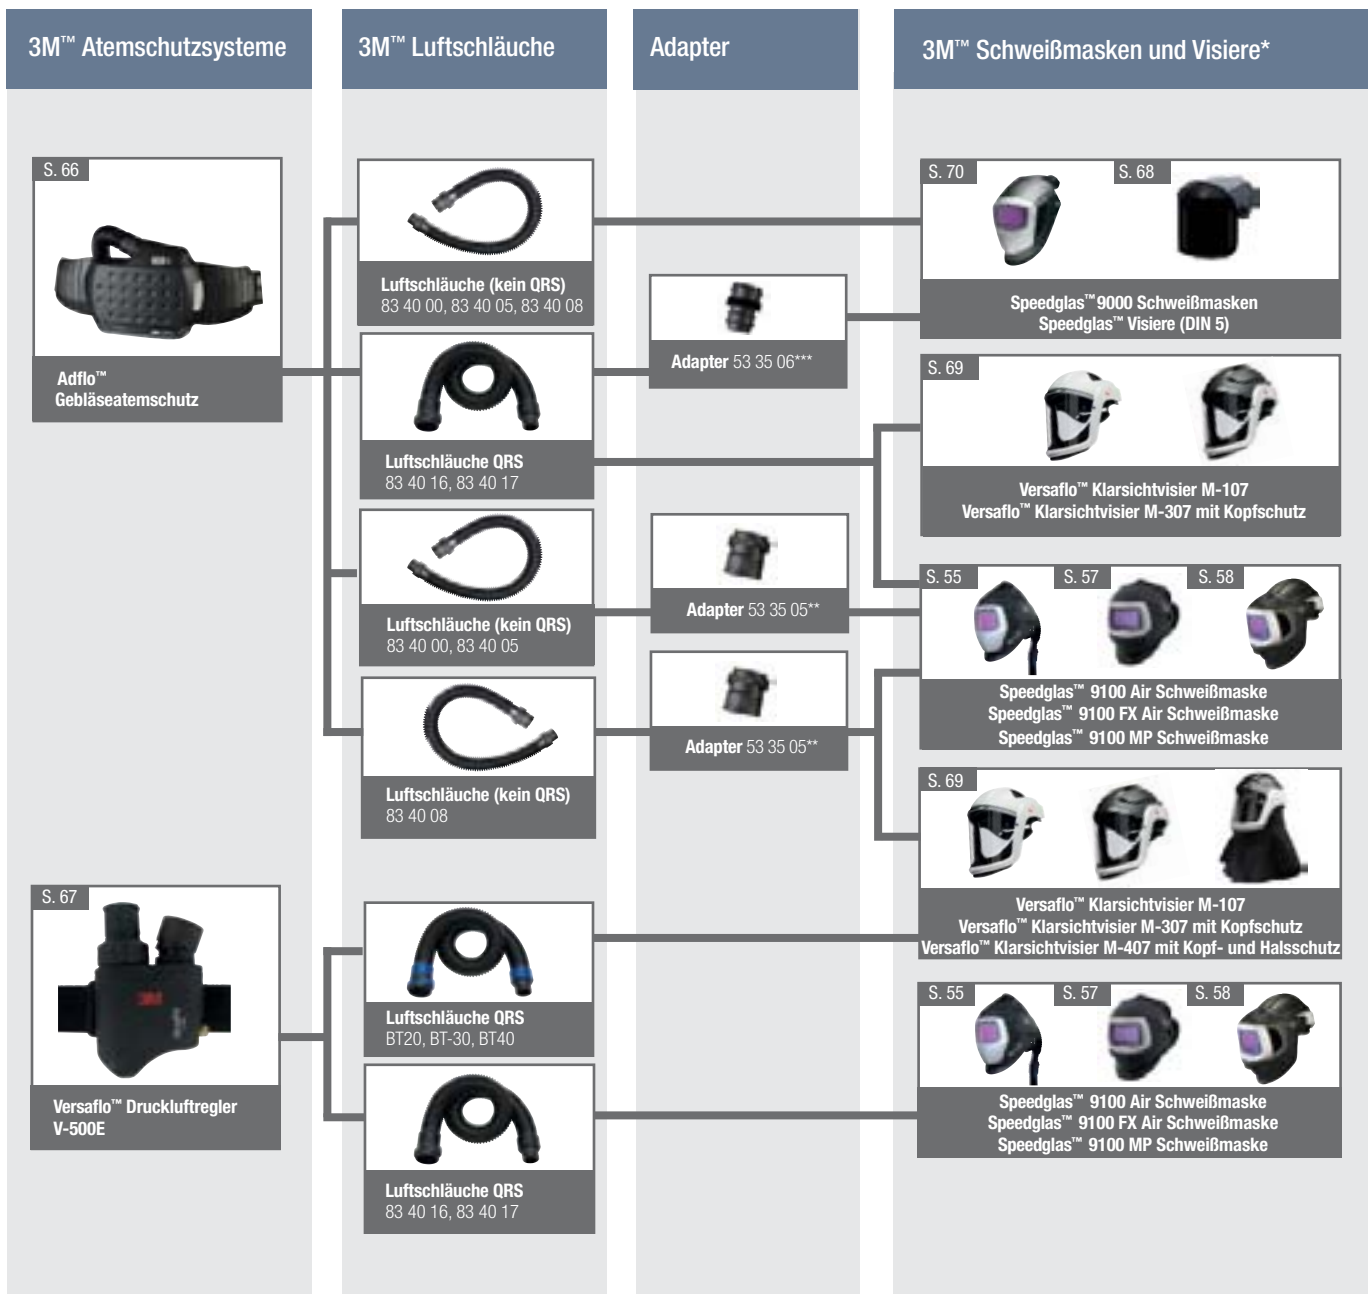 3M™ Atemschutzsysteme
3M™ Luftschläuche
Adapter
3M™ Schweißmasken und Visiere*
S. 66
Adflo™
Gebläseatemschutz
Luftschläuche (kein QRS)
83 40 00, 83 40 05, 83 40 08
S. 70
S. 68
Speedglas™9000 Schweißmasken
Speedglas™ Visiere (DIN 5)
Adapter 53 35 06***
Luftschläuche QRS
83 40 16, 83 40 17
S. 69
Versaflo™ Klarsichtvisier M-107
Versaflo™ Klarsichtvisier M-307 mit Kopfschutz
Luftschläuche (kein QRS)
83 40 00, 83 40 05
Adapter 53 35 05**
S. 55
S. 57
S. 58
Speedglas™ 9100 Air Schweißmaske
Speedglas™ 9100 FX Air Schweißmaske
Speedglas™ 9100 MP Schweißmaske
Luftschläuche (kein QRS)
83 40 08
Adapter 53 35 05**
S. 69
Versaflo™ Klarsichtvisier M-107
Versaflo™ Klarsichtvisier M-307 mit Kopfschutz
Versaflo™ Klarsichtvisier M-407 mit Kopf- und Halsschutz
S. 67
3M
Versaflo™ Druckluftregler
V-500E
Luftschläuche QRS
BT20, BT-30, BT40
S. 55
S. 57
S. 58
Speedglas™ 9100 Air Schweißmaske
Speedglas™ 9100 FX Air Schweißmaske
Speedglas™ 9100 MP Schweißmaske
Luftschläuche QRS
83 40 16, 83 40 17